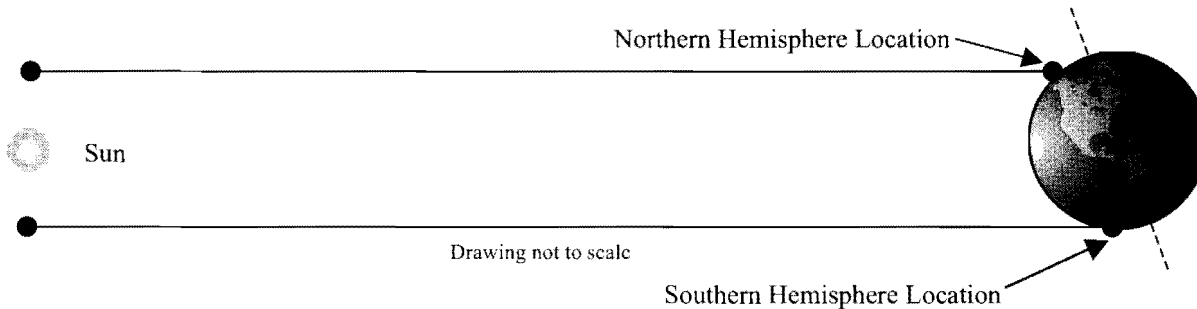 Northern Hemisphere Location
Sun
Drawing not to scale
Southern Hemisphere Location